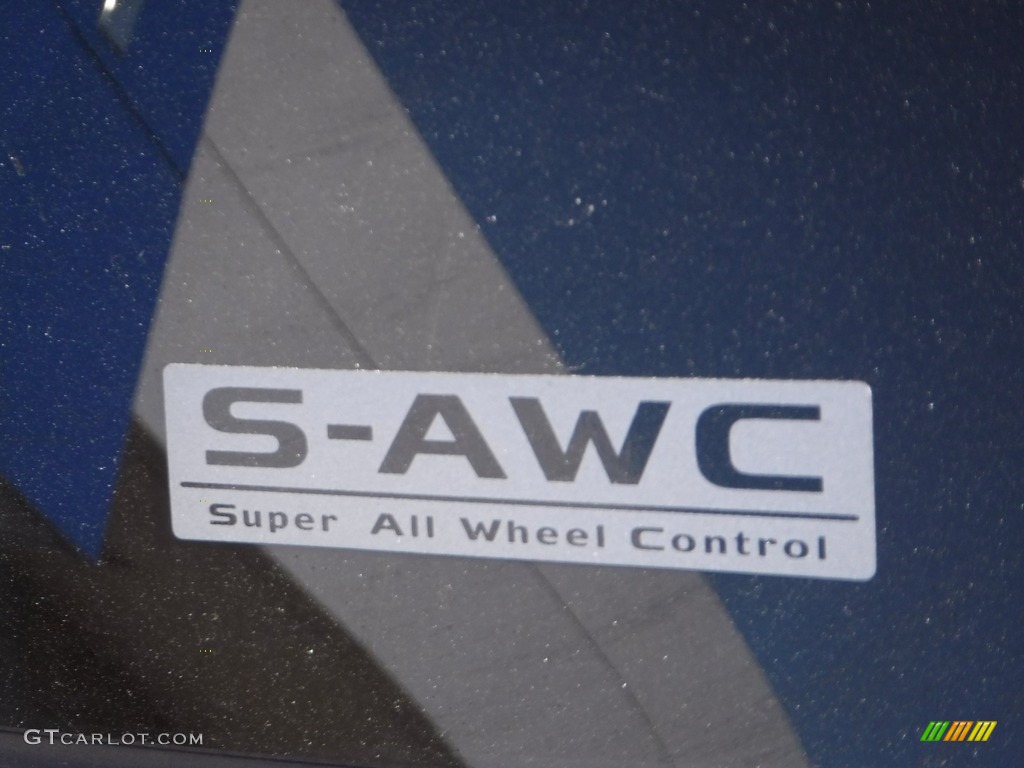 S-AWC
Super All Wheel Control
GTCARLOT.COM